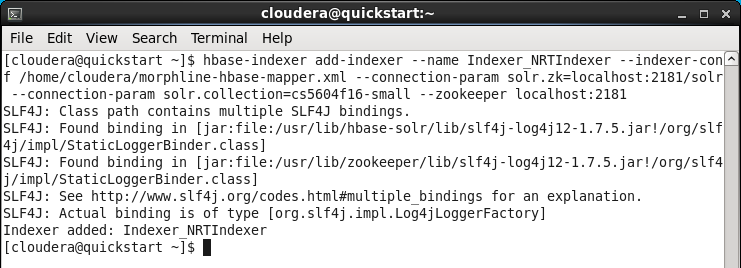 cloudera@quickstart:~
File Edit View Search Terminal Help
[cloudera@quickstart ~]$ hbase-indexer add-indexer --name Indexer_NRTIndexer --indexer-con
f /home/cloudera/morphline-hbase-mapper.xml --connection-param solr.zk=localhost:2181/solr
 --connection-param solr.collection=cs5604f16-small --zookeeper localhost:2181
SLF4J: Class path contains multiple SLF4J bindings.
SLF4J: Found binding in [jar:file:/usr/lib/hbase-solr/lib/slf4j-log4j12-1.7.5.jar!/org/slf
4j/impl/StaticLoggerBinder.class]
SLF4J: Found binding in [jar:file:/usr/lib/zookeeper/lib/slf4j-log4j12-1.7.5.jar!/org/slf4
j/impl/StaticLoggerBinder.class]
SLF4J: See http://www.slf4j.org/codes.html#multiple_bindings for an explanation.
SLF4J: Actual binding is of type [org.slf4j.impl.Log4jLoggerFactory]
Indexer added: Indexer_NRTIndexer
[cloudera@quickstart ~]$